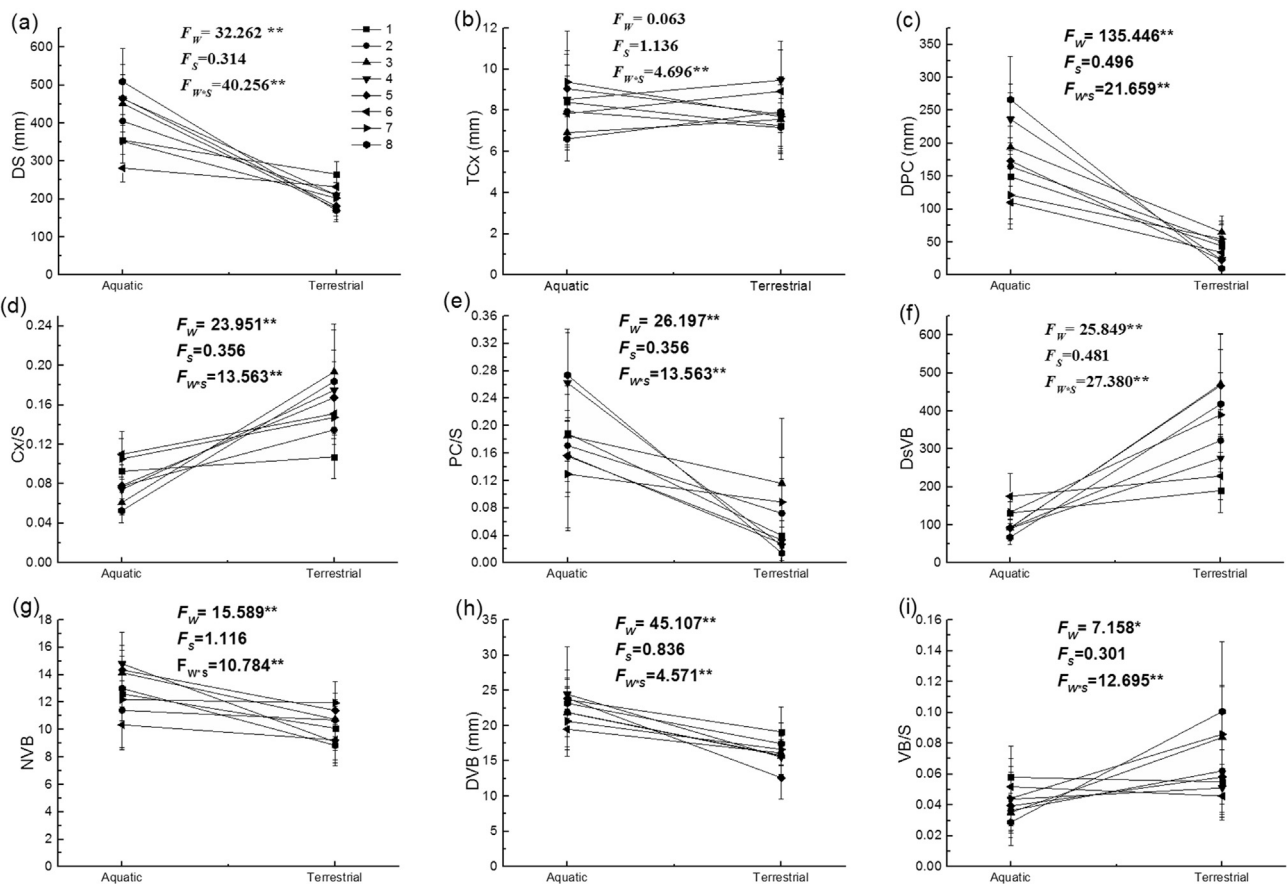 (a)
F_W= 32.262 **
F_S=0.314
F_W*S=40.256**
1
2
3
4
5
6
7
8
DS (mm)
600
500
400
300
200
100
0
Aquatic
Terrestrial
(b)
F_W = 0.063
F_S=1.136
F_W*S=4.696**
TCx (mm)
12
10
8
6
4
2
0
Aquatic
Terrestrial
(c)
F_W= 135.446**
F_S=0.496
F_W*S=21.659**
DPC (mm)
350
300
250
200
150
100
50
0
Aquatic
Terrestrial
(d)
F_W= 23.951**
F_S=0.356
F_W*S=13.563**
Cx/S
0.24
0.20
0.16
0.12
0.08
0.04
0.00
Aquatic
Terrestrial
(e)
F_W= 26.197**
F_S=0.356
F_W*S=13.563**
PC/S
0.36
0.32
0.28
0.24
0.20
0.16
0.12
0.08
0.04
0.00
Aquatic
Terrestrial
(f)
F_W= 25.849**
F_S=0.481
F_W*S=27.380**
DsVB
600
500
400
300
200
100
0
Aquatic
Terrestrial
(g)
F_W= 15.589**
F_S=1.116
F_W*S=10.784**
NVB
18
16
14
12
10
8
6
4
2
0
Aquatic
Terrestrial
(h)
F_W= 45.107**
F_S=0.836
F_W*S=4.571**
DVB (mm)
35
30
25
20
15
10
5
0
Aquatic
Terrestrial
(i)
F_W= 7.158*
F_S=0.301
F_W*S=12.695**
VB/S
0.16
0.14
0.12
0.10
0.08
0.06
0.04
0.02
0.00
Aquatic
Terrestrial